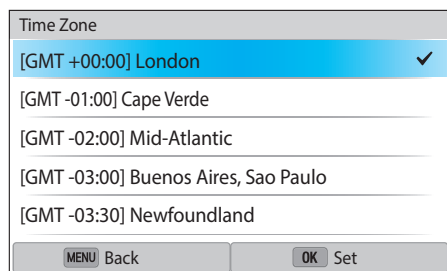 Time Zone
[GMT +00:00] London
[GMT -01:00] Cape Verde
[GMT -02:00] Mid-Atlantic
[GMT -03:00] Buenos Aires, Sao Paulo
[GMT -03:30] Newfoundland
MENU Back OK Set